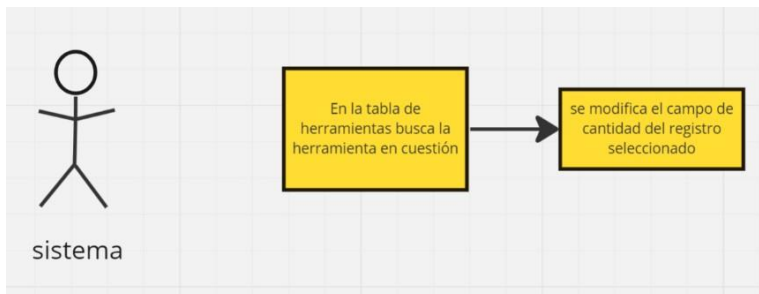 En la tabla de
herramientas busca la
herramienta en cuestión
se modifica el campo de
cantidad del registro
seleccionado
sistema